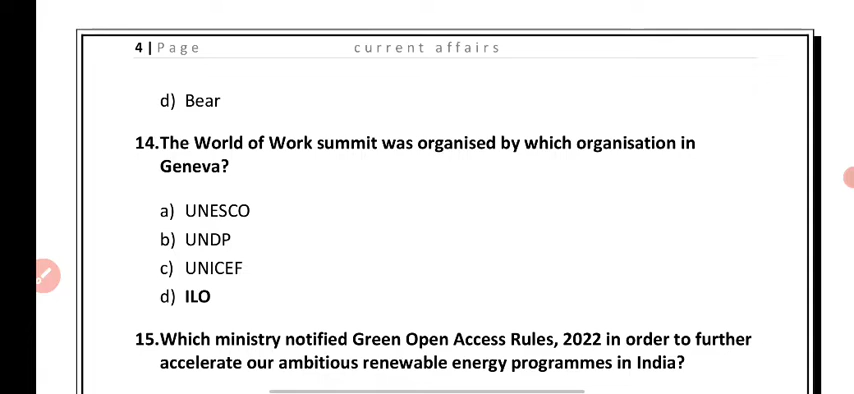 4 | Page current affairs
d) Bear
14.The World of Work summit was organised by which organisation in
Geneva?
a) UNESCO
b) UNDP
c) UNICEF
d) ILO
15.Which ministry notified Green Open Access Rules, 2022 in order to further
accelerate our ambitious renewable energy programmes in India?